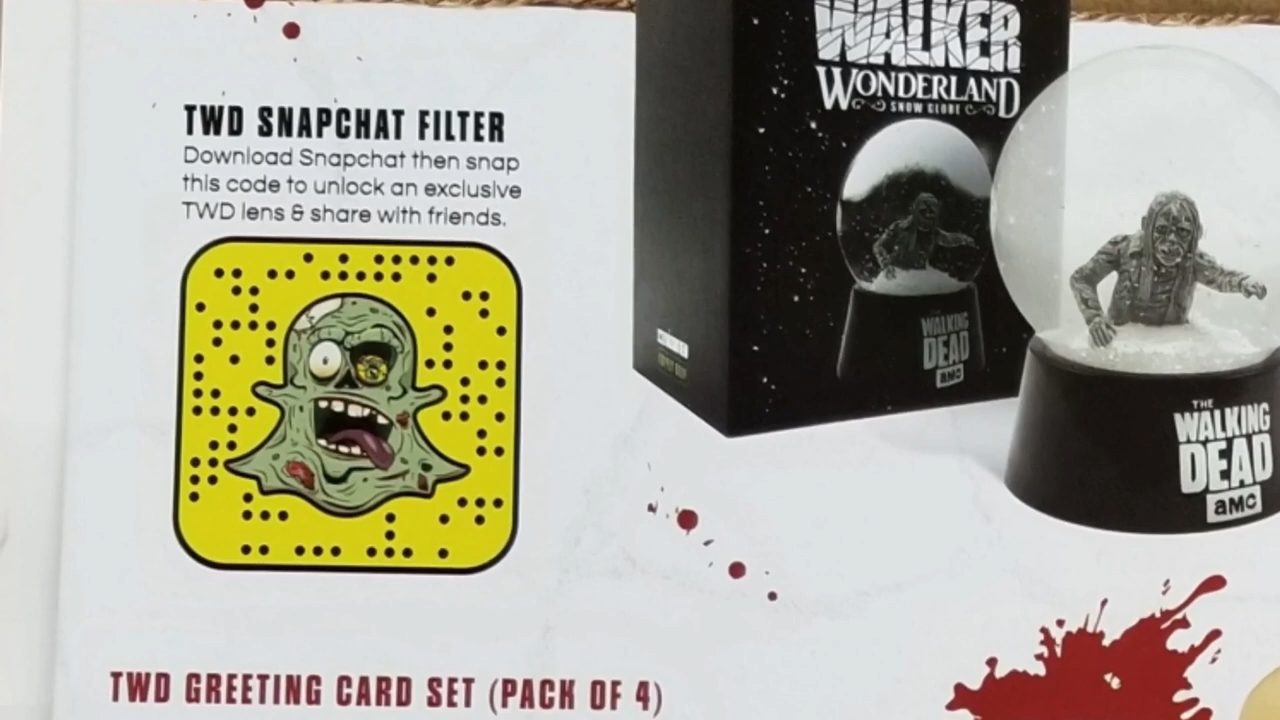 TWD SNAPCHAT FILTER
Download Snapchat then snap
this code to unlock an exclusive
TWD lens & share with friends.
WALKER
WONDERLAND
SNOW GLOBE
THE
WALKING
DEAD
amc
WALKING
DEAD
amc
TWD GREETING CARD SET (PACK OF 4)